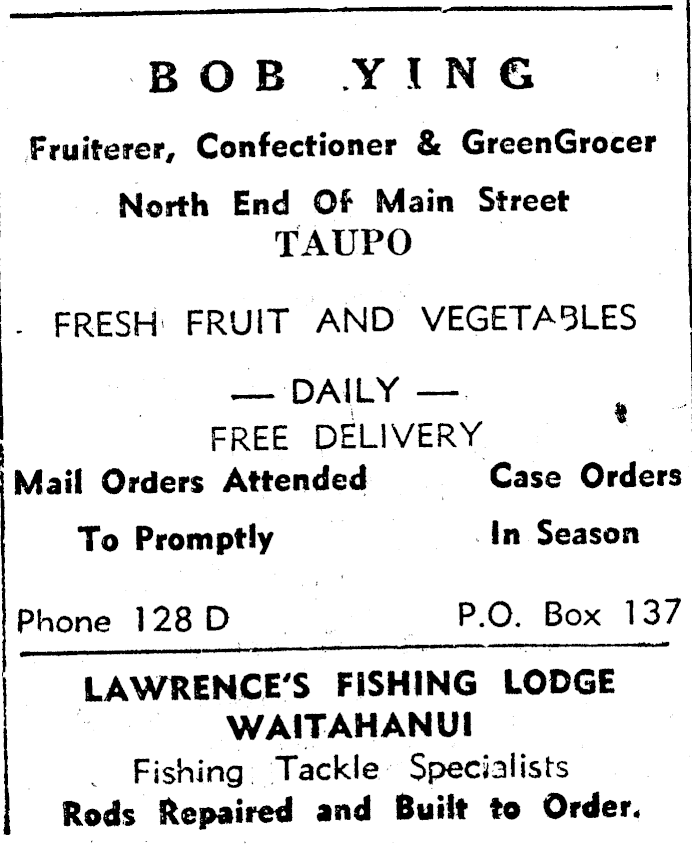 BOB YING
Fruiterer, Confectioner & GreenGrocer
North End Of Main Street
TAUPO
FRESH FRUIT AND VEGETABLES
— DAILY —
FREE DELIVERY
Mail Orders Attended Case Orders
To Promptly In Season
Phone 128 D P.O. Box 137
LAWRENCE'S FISHING LODGE
WAITAHANUI
Fishing Tackle Specialists
Rods Repaired and Built to Order.